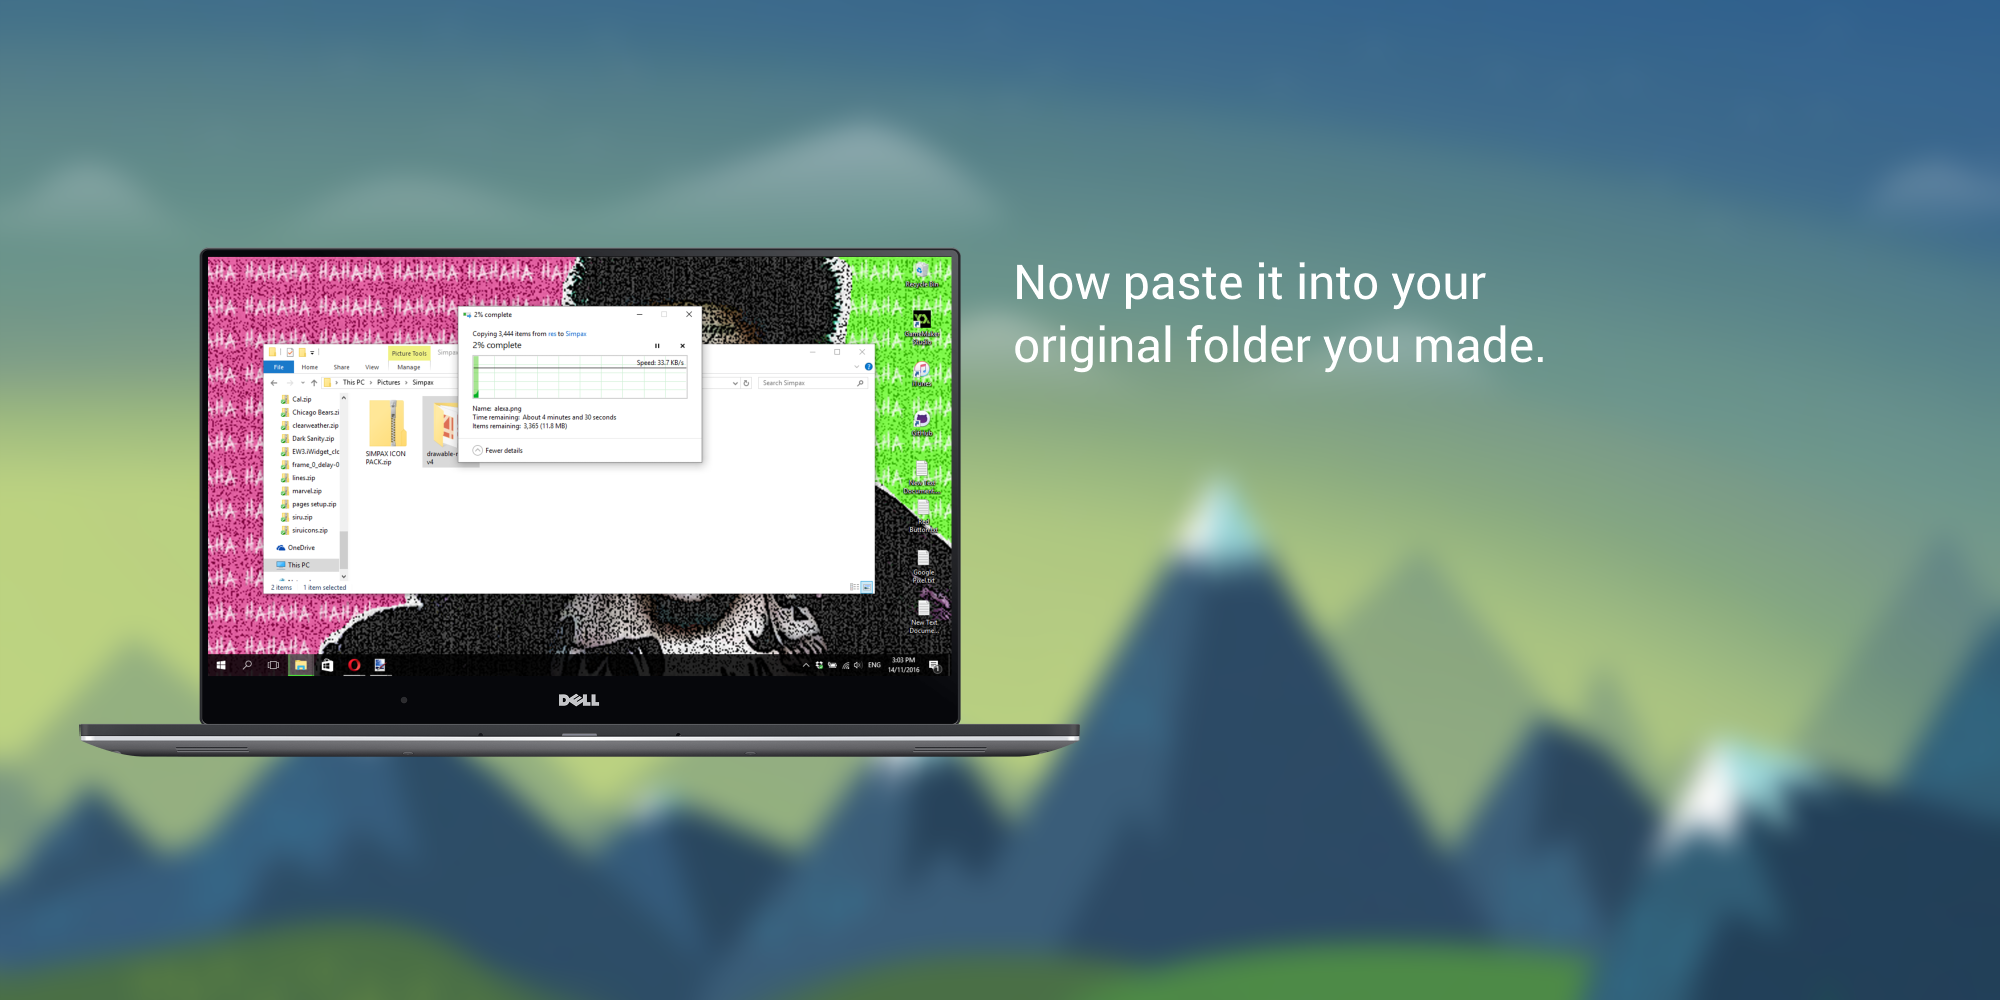 Now paste it into your
original folder you made.
HAHAHA HAHAHA HAHAHA HAHAHA HAHAHA
2% complete
Copying 3,444 items from res to Simpax
2% complete
Speed: 33.7 KB/s
Name: alexa.png
Time remaining: About 4 minutes and 30 seconds
Items remaining: 3,365 (11.8 MB)
Fewer details
Picture Tools
Simpax
File Home Share View Manage
This PC > Pictures > Simpax
Search Simpax
Cal.zip
Chicago Bears.zi
clearweather.zip
Dark Sanity.zip
EW3.iWidget_clc
frame_0_delay-0
lines.zip
marvel.zip
pages setup.zip
siru.zip
siruicons.zip
OneDrive
This PC
SIMPAX ICON
PACK.zip
drawable-
v4
2 items 1 item selected
Recycle Bin
Studio
iTunes
GitHub
New Text
Document...
Google
Pixel.txt
New Text
Docume...
ENG
3:03 PM
14/11/2016
DELL